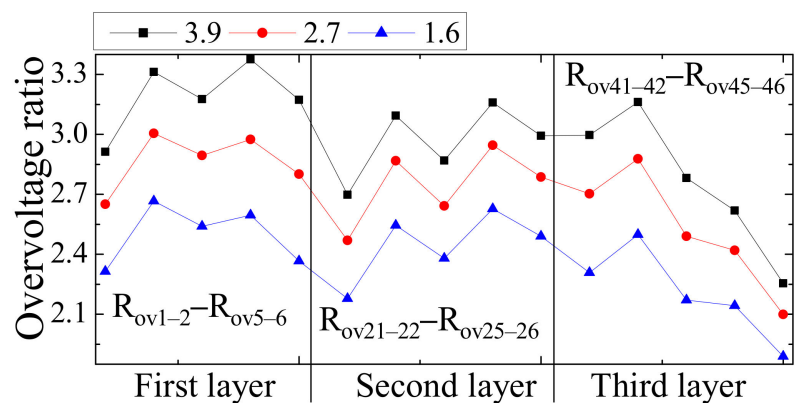 3.9 2.7 1.6
Overvoltage ratio
3.3
3.0
2.7
2.4
2.1
Rov1–2–Rov5–6
Rov21–22–Rov25–26
Rov41–42–Rov45–46
First layer Second layer Third layer